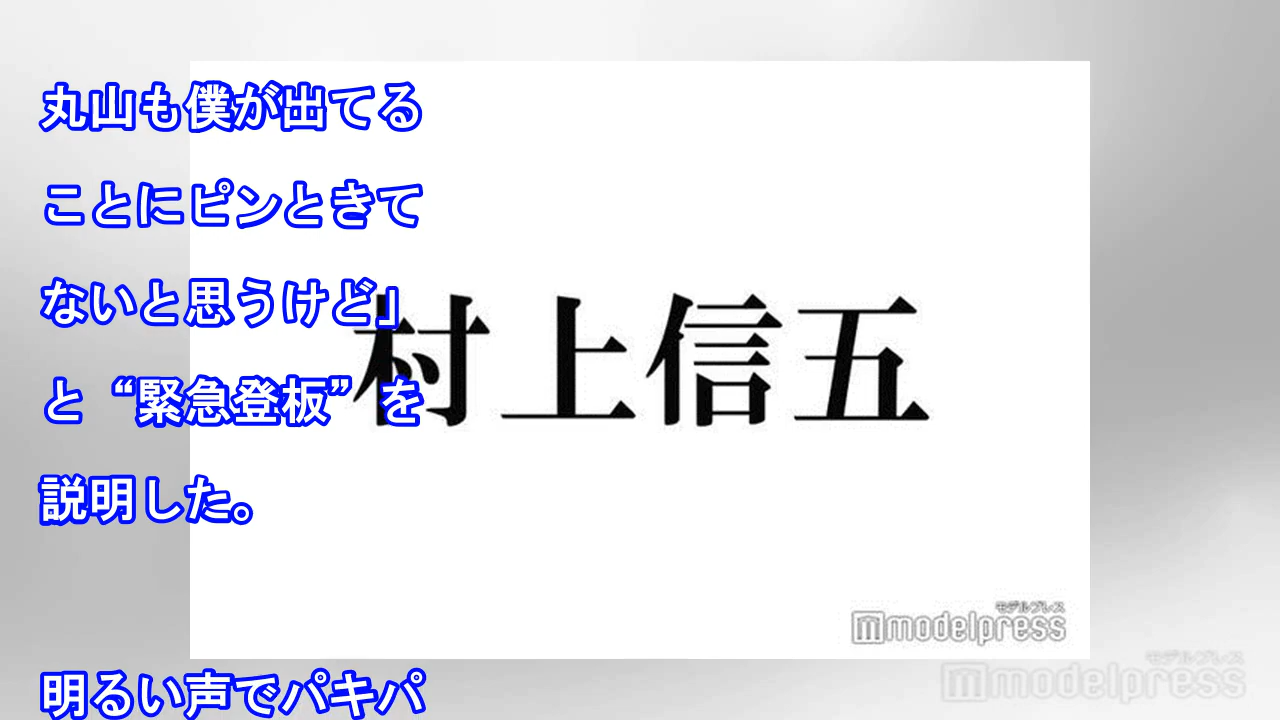 丸山も僕が出てる
ことにピンときて
ないと思うけど」
と“緊急登板”を
説明した。
明るい声でパキパ
村上信五
モデルプレス
modelpress
モデルプレス
modelpress